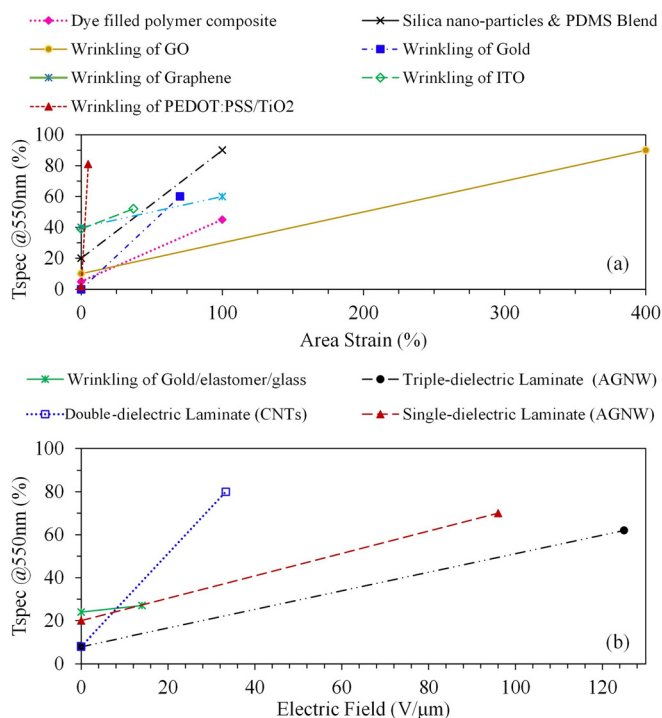 Dye filled polymer composite
Silica nano-particles & PDMS Blend
Wrinkling of GO
Wrinkling of Gold
Wrinkling of Graphene
Wrinkling of ITO
Wrinkling of PEDOT:PSS/TiO2
100
80
60
40
20
0
Tspec @550nm (%)
(a)
0 100 200 300 400
Area Strain (%)
Wrinkling of Gold/elastomer/glass
Triple-dielectric Laminate (AGNW)
Double-dielectric Laminate (CNTs)
Single-dielectric Laminate (AGNW)
100
80
60
40
20
0
Tspec @550nm (%)
(b)
0 20 40 60 80 100 120
Electric Field (V/μm)